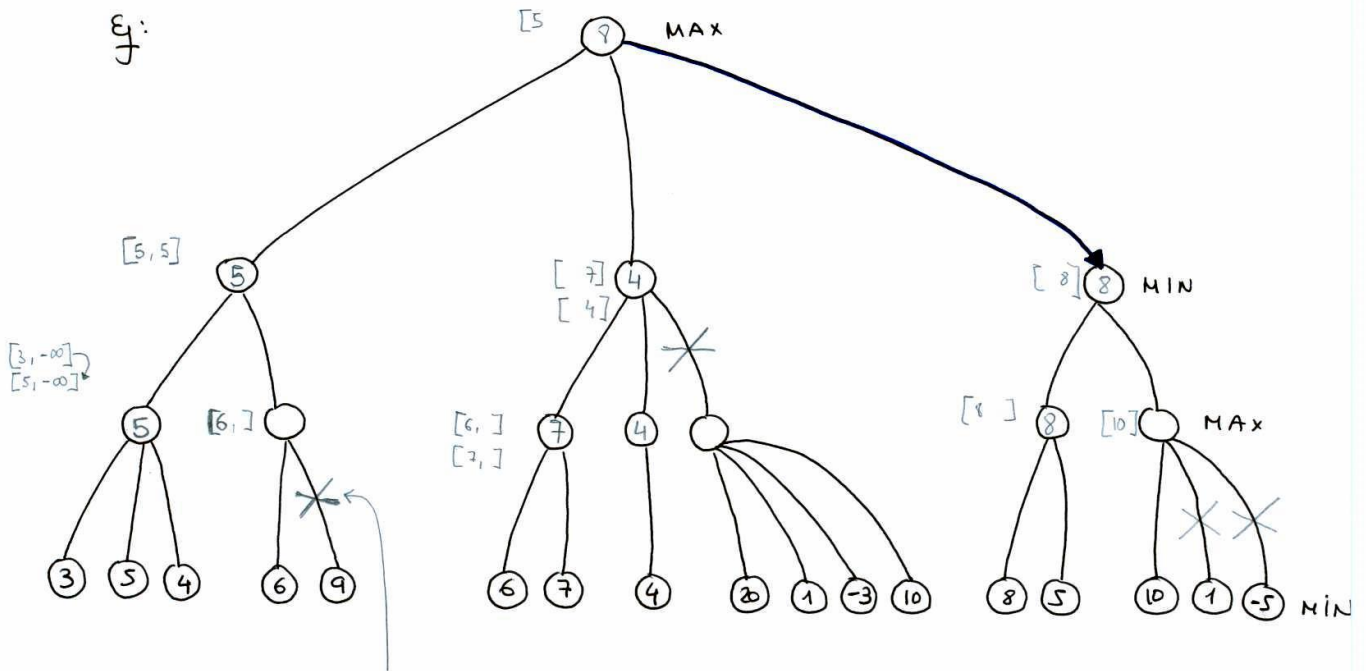 Ej:
[5
8 MAX
[5,5]
5
[ 7] 4
[ 4]
[ 8] 8 MIN
[3,-∞]
[5,-∞]
5
[6, ]
[6, ] 7
[7, ]
4
[8 ] 8
[10] MAX
3 5 4 6 9 6 7 4 20 1 -3 10 8 5 10 1 -5 MIN